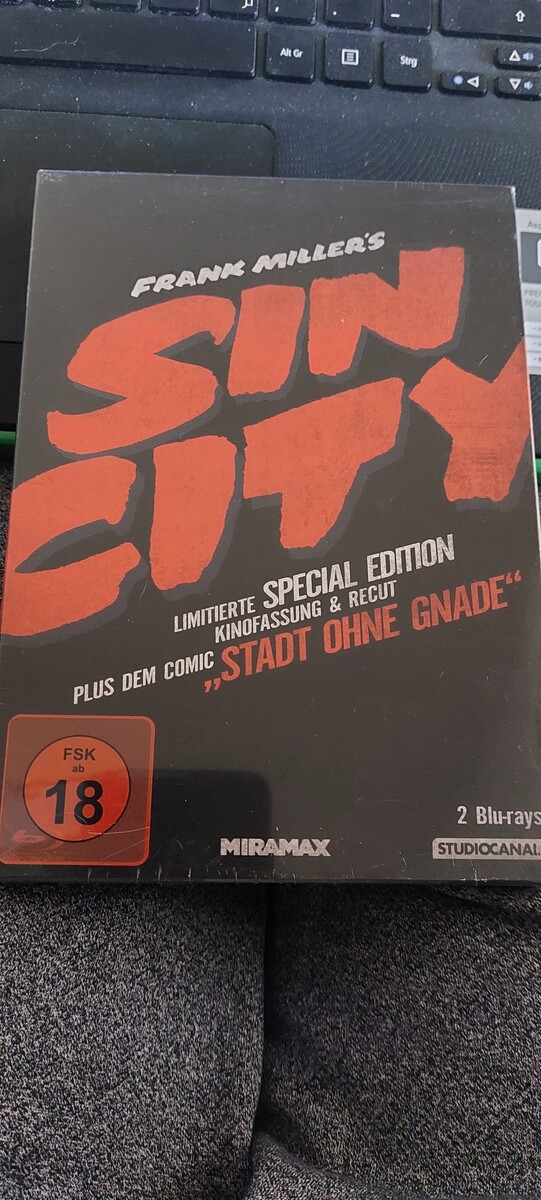 Alt Gr
Strg
FRANK MILLER'S
SIN
CITY
LIMITIERTE SPECIAL EDITION
KINOFASSUNG & RECUT
PLUS DEM COMIC „STADT OHNE GNADE“
FSK
ab
18
2 Blu-rays
MIRAMAX
STUDIOCANAL